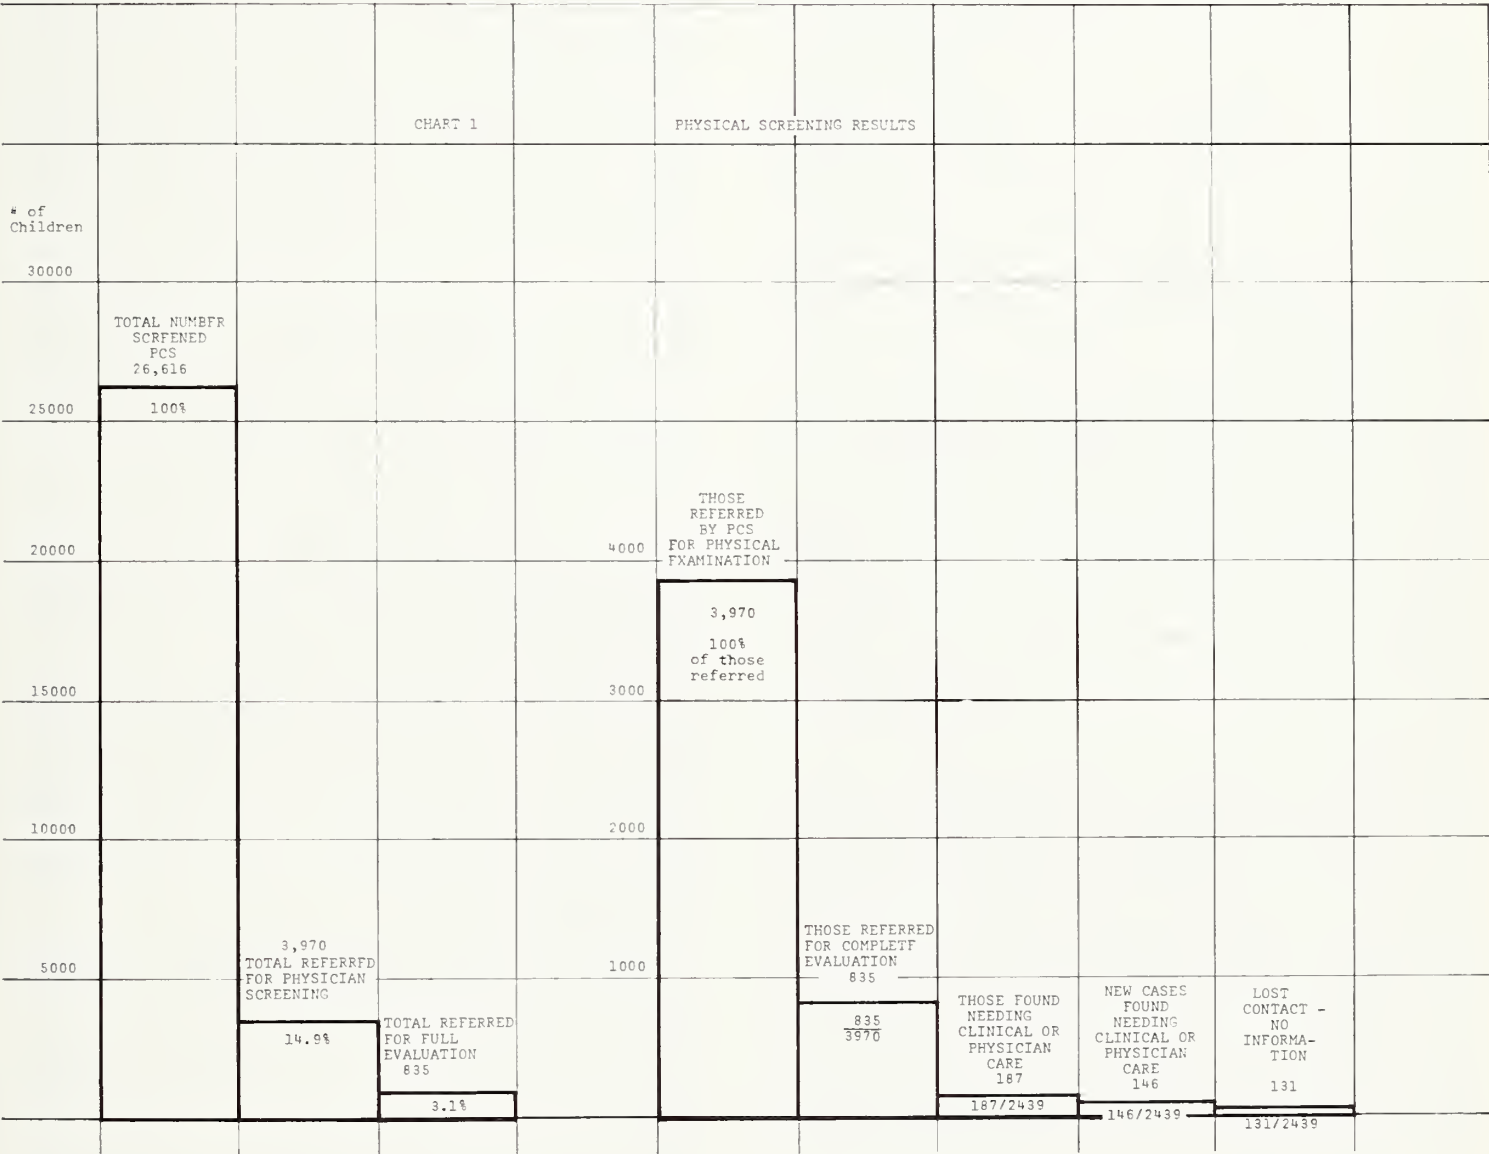 CHART 1 PHYSICAL SCREENING RESULTS
# of
Children
30000
25000
20000
15000
10000
5000
TOTAL NUMBFR
SCRFENED
PCS
26,616
100%
3,970
TOTAL REFERRFD
FOR PHYSICIAN
SCREENING
14.9%
TOTAL REFERRED
FOR FULL
EVALUATION
835
3.1%
4000
3000
2000
1000
THOSE
REFERRED
BY PCS
FOR PHYSICAL
FXAMINATION
3,970
100%
of those
referred
THOSE REFERRED
FOR COMPLETF
EVALUATION
835
835
3970
THOSE FOUND
NEEDING
CLINICAL OR
PHYSICIAN
CARE
187
187/2439
NEW CASES
FOUND
NEEDING
CLINICAL OR
PHYSICIAN
CARE
146
146/2439
LOST
CONTACT -
NO
INFORMA-
TION
131
131/2439